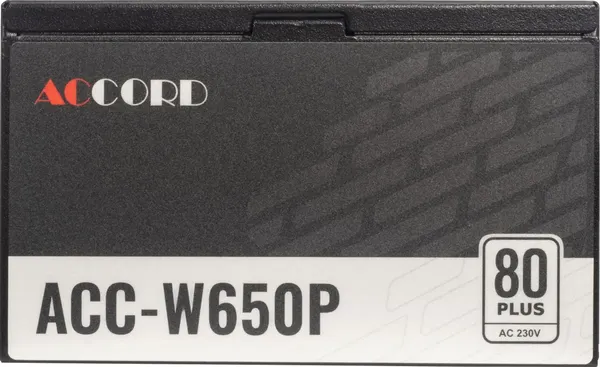 ACCORD
ACC-W650P
80
PLUS
AC 230V